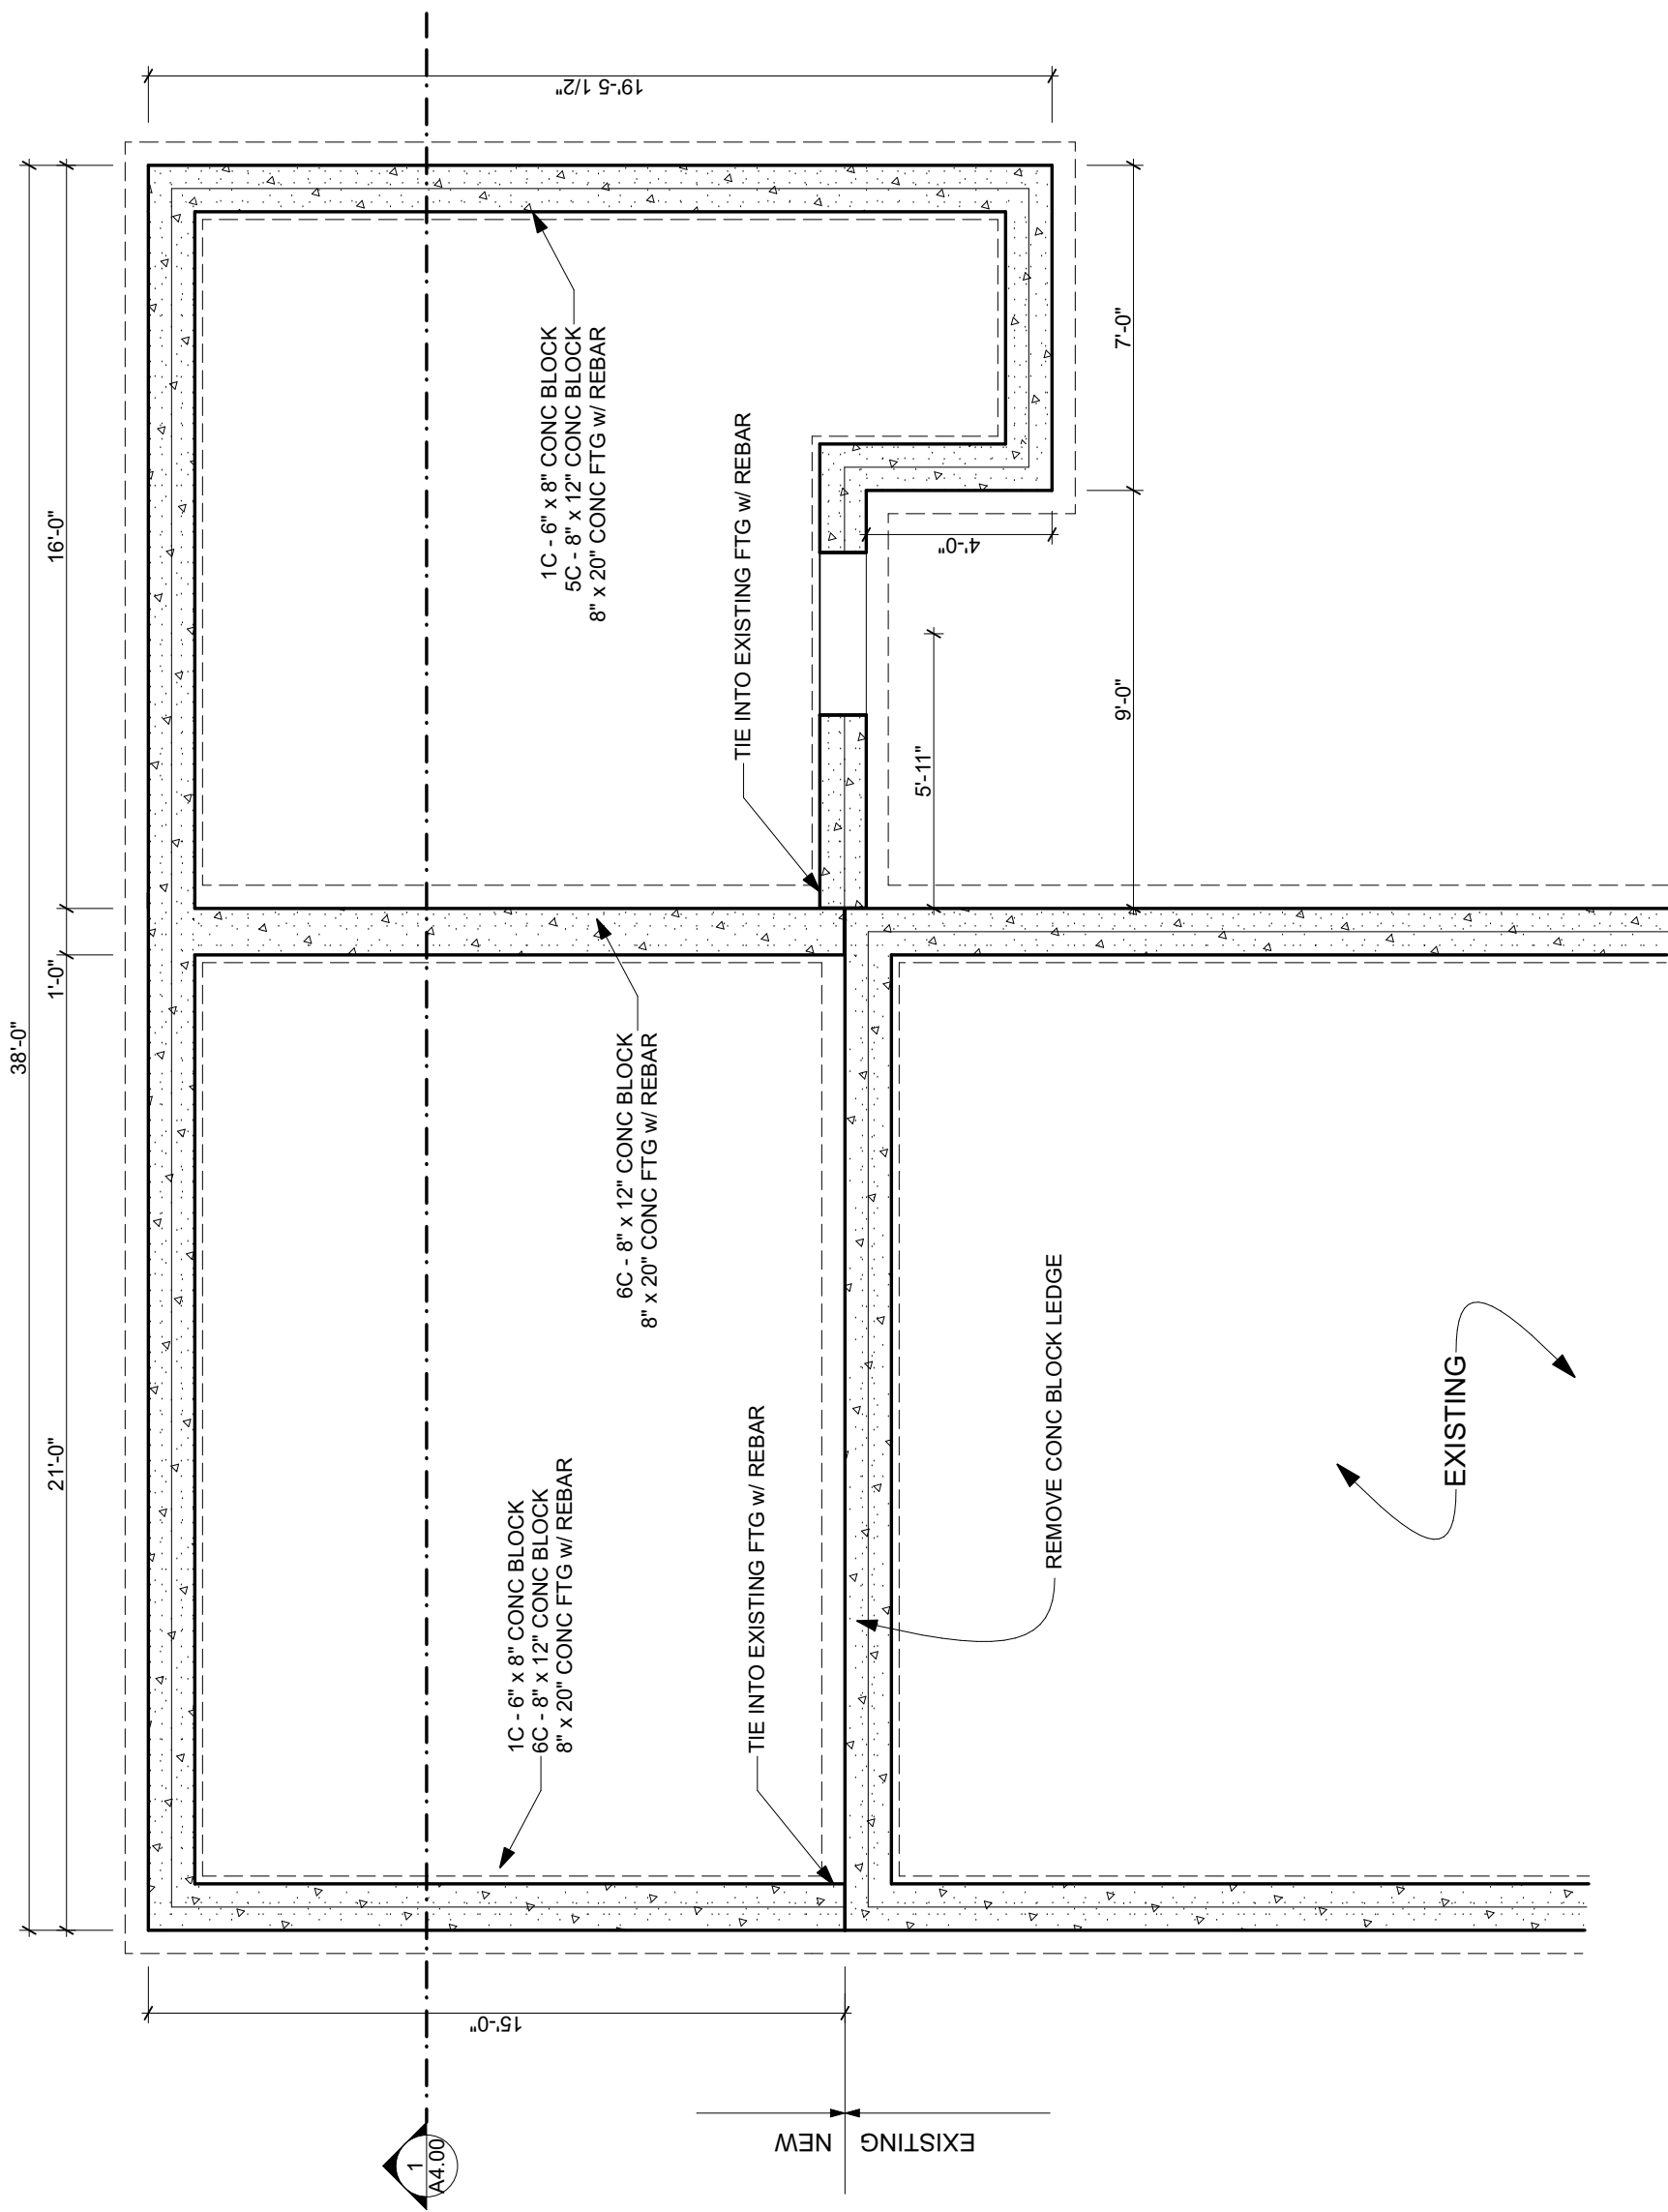 38'-0"
16'-0"
1'-0"
21'-0"
19'-5 1/2"
1C - 6" x 8" CONC BLOCK
5C - 8" x 12" CONC BLOCK
8" x 20" CONC FTG w/ REBAR
TIE INTO EXISTING FTG w/ REBAR
7'-0"
4'-0"
9'-0"
5'-11"
6C - 8" x 12" CONC BLOCK
8" x 20" CONC FTG w/ REBAR
1C - 6" x 8" CONC BLOCK
6C - 8" x 12" CONC BLOCK
8" x 20" CONC FTG w/ REBAR
TIE INTO EXISTING FTG w/ REBAR
REMOVE CONC BLOCK LEDGE
EXISTING
15'-0"
NEW
EXISTING
1
A4.00